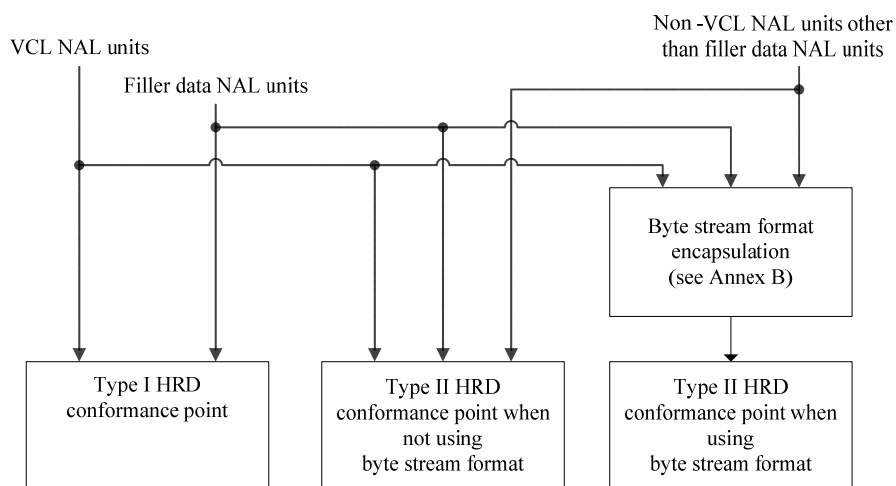 VCL NAL units
Filler data NAL units
Non -VCL NAL units other
than filler data NAL units
Byte stream format
encapsulation
(see Annex B)
Type I HRD
conformance point
Type II HRD
conformance point when
not using
byte stream format
Type II HRD
conformance point when
using
byte stream format